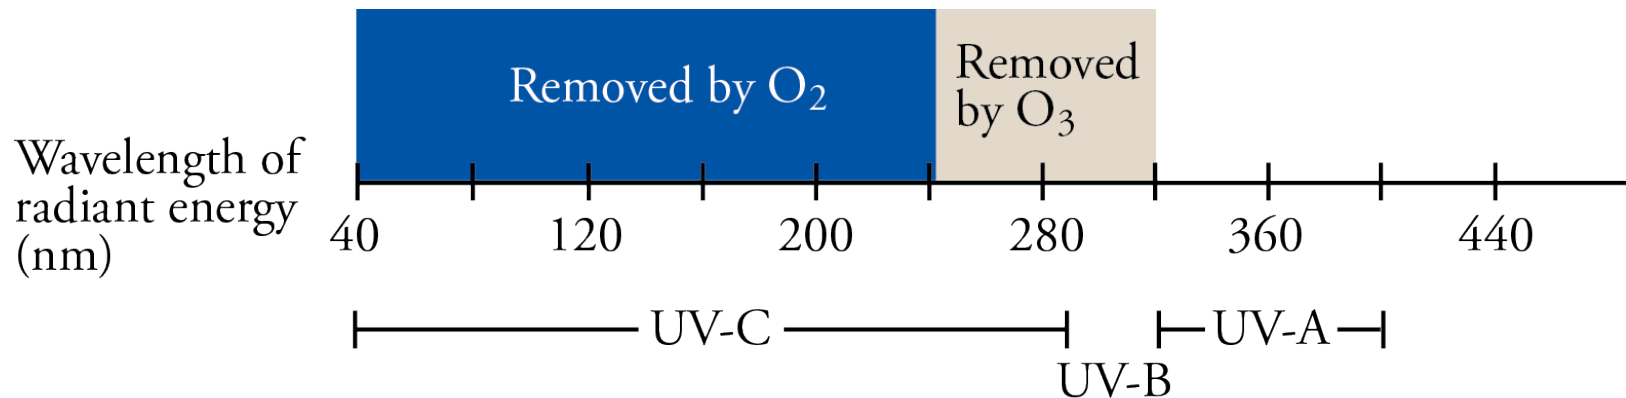 Removed by O₂
Removed
by O₃
Wavelength of
radiant energy
(nm)
40 120 200 280 360 440
UV-C UV-A
UV-B